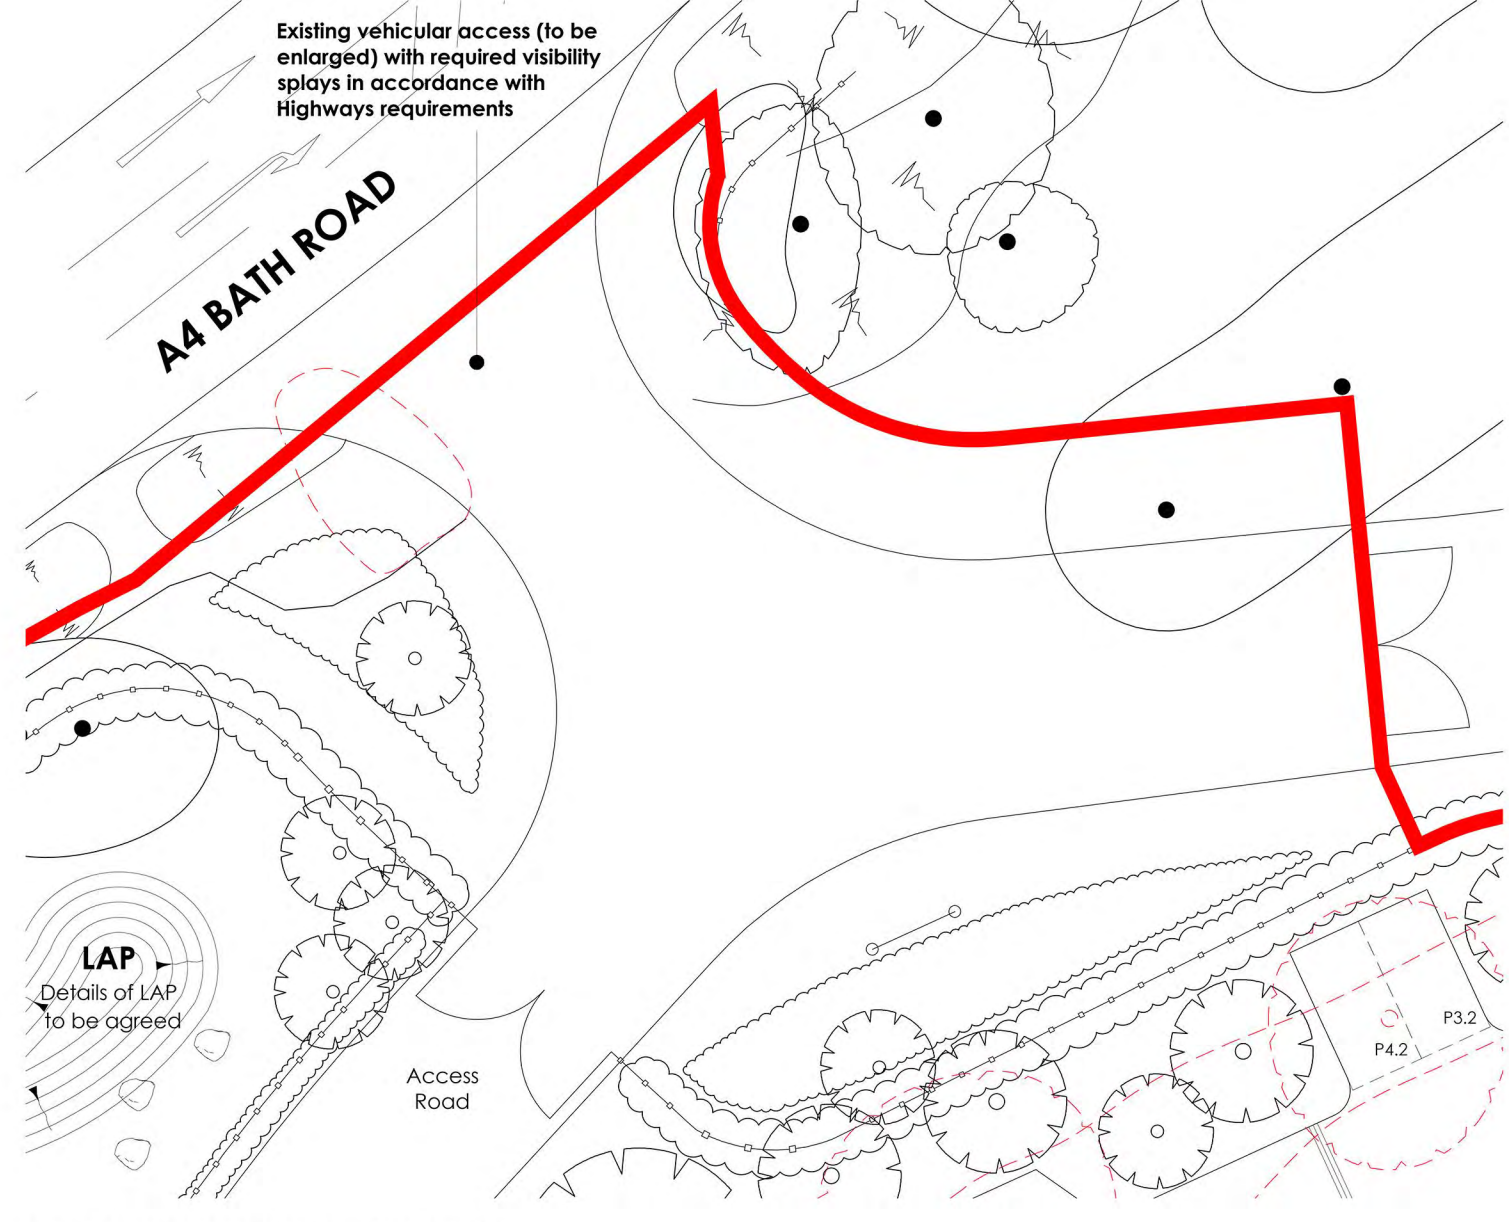 Existing vehicular access (to be
enlarged) with required visibility
splays in accordance with
Highways requirements
A4 BATH ROAD
LAP
Details of LAP
to be agreed
Access
Road
P3.2
P4.2